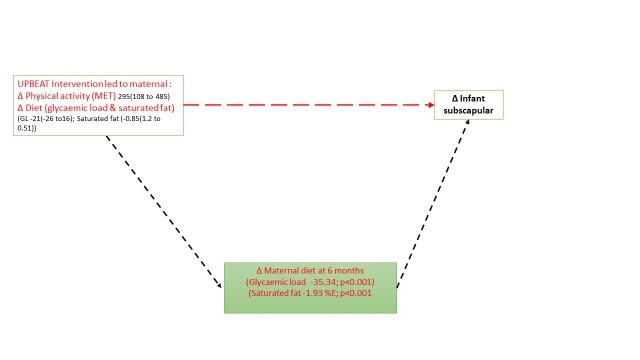 UPBEAT Intervention led to maternal :
Δ Physical activity (MET) 295(108 to 485)
Δ Diet (glycaemic load & saturated fat)
(GL -21(-26 to16); Saturated fat (-0.85(1.2 to
0.51))
Δ Infant
subscapular
Δ Maternal diet at 6 months
(Glycaemic load -35.34; p<0.001)
(Saturated fat -1.93 %E; p<0.001